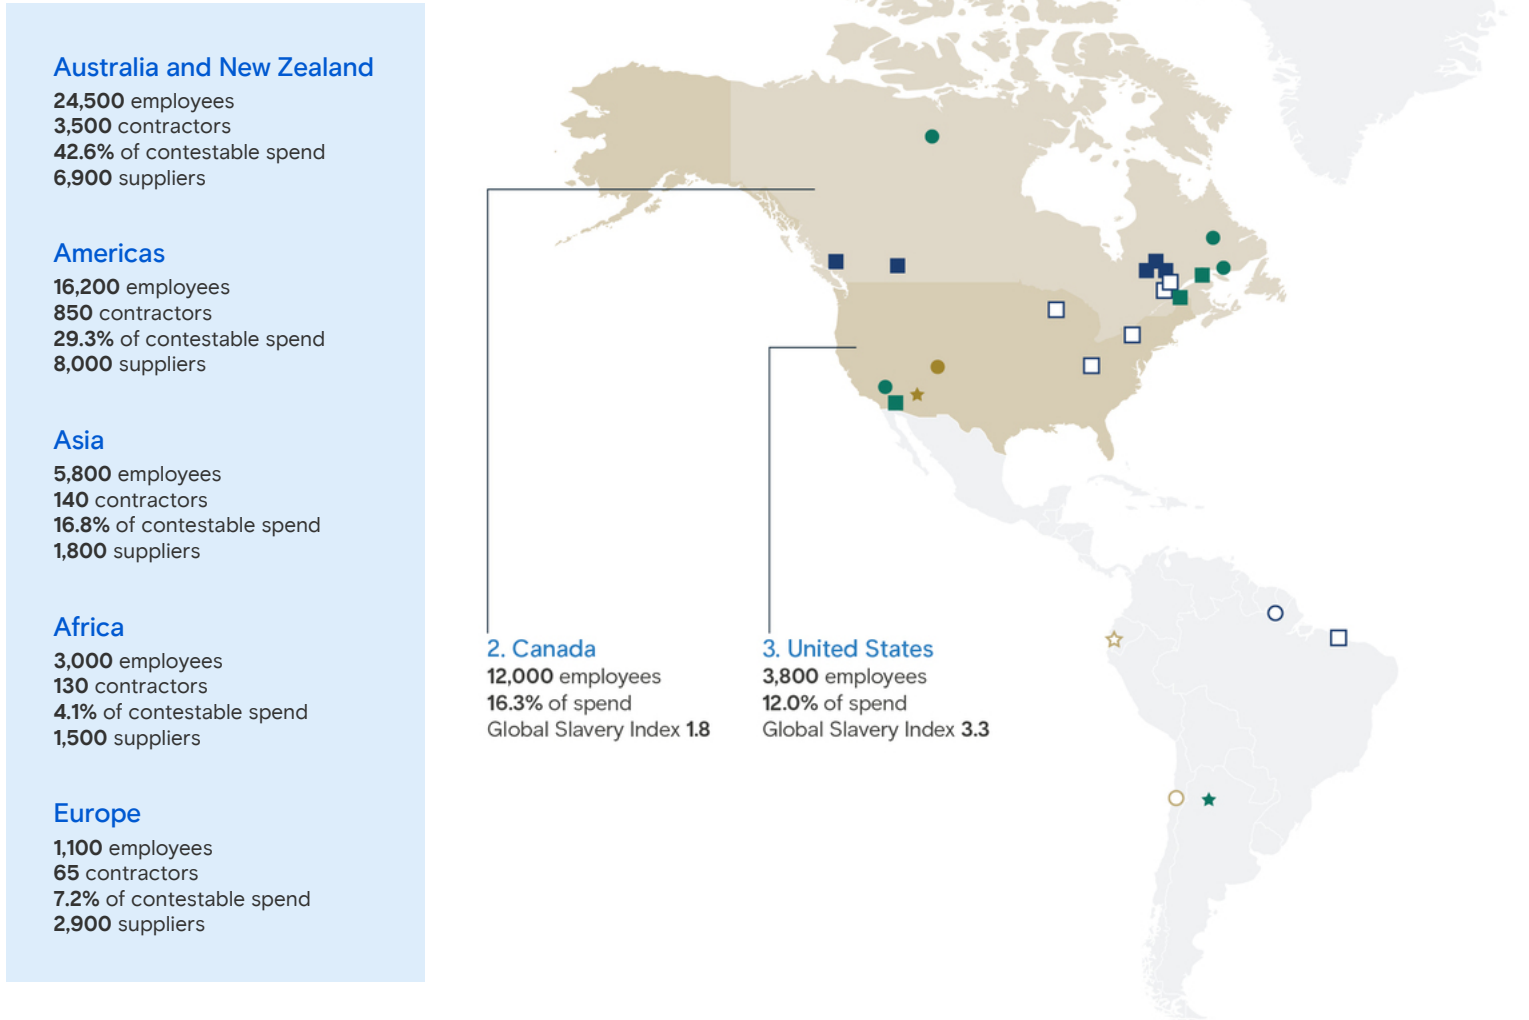 Australia and New Zealand
24,500 employees
3,500 contractors
42.6% of contestable spend
6,900 suppliers
Americas
16,200 employees
850 contractors
29.3% of contestable spend
8,000 suppliers
Asia
5,800 employees
140 contractors
16.8% of contestable spend
1,800 suppliers
Africa
3,000 employees
130 contractors
4.1% of contestable spend
1,500 suppliers
Europe
1,100 employees
65 contractors
7.2% of contestable spend
2,900 suppliers
2. Canada
12,000 employees
16.3% of spend
Global Slavery Index 1.8
3. United States
3,800 employees
12.0% of spend
Global Slavery Index 3.3